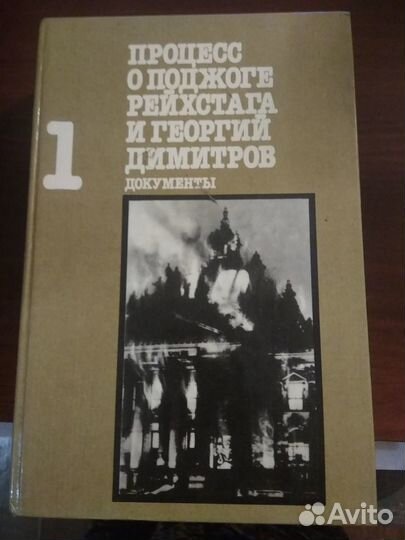 ПРОЦЕСС
О ПОДЖОГЕ
РЕЙХСТАГА
И ГЕОРГИЙ
ДИМИТРОВ
ДОКУМЕНТЫ
1
Avito